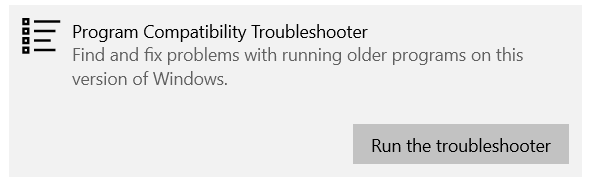 Program Compatibility Troubleshooter
Find and fix problems with running older programs on this
version of Windows.
Run the troubleshooter